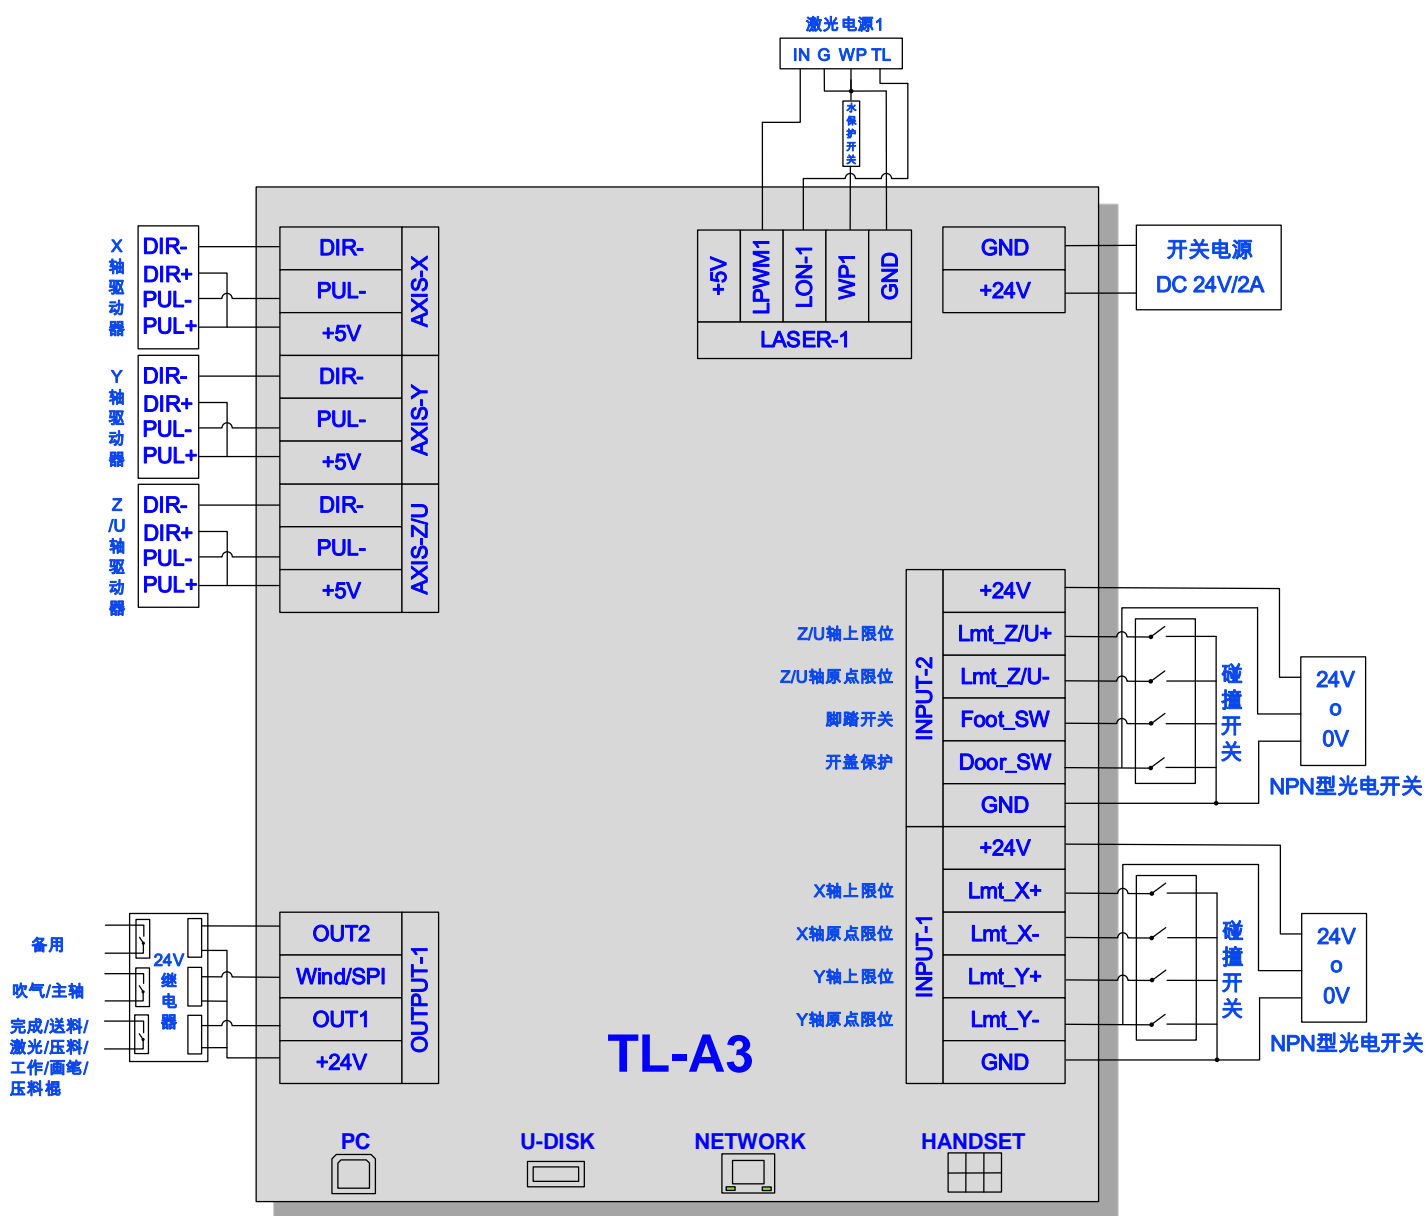 激光电源1
IN G WP TL
水保护开关
+5V
LPWM1
LON-1
WP1
GND
LASER-1
GND
+24V
开关电源
DC 24V/2A
X轴驱动器
DIR-
DIR+
PUL-
PUL+
DIR-
PUL-
+5V
AXIS-X
Y轴驱动器
DIR-
DIR+
PUL-
PUL+
DIR-
PUL-
+5V
AXIS-Y
Z/U轴驱动器
DIR-
DIR+
PUL-
PUL+
DIR-
PUL-
+5V
AXIS-Z/U
Z/U轴上限位
Z/U轴原点限位
脚踏开关
开盖保护
INPUT-2
+24V
Lmt_Z/U+
Lmt_Z/U-
Foot_SW
Door_SW
GND
碰撞开关
24V
o
0V
NPN型光电开关
X轴上限位
X轴原点限位
Y轴上限位
Y轴原点限位
INPUT-1
+24V
Lmt_X+
Lmt_X-
Lmt_Y+
Lmt_Y-
GND
碰撞开关
24V
o
0V
NPN型光电开关
备用
吹气/主轴
完成/送料/
激光/压料/
工作/画笔/
压料棍
24V
继电器
OUT2
Wind/SPI
OUT1
+24V
OUTPUT-1
TL-A3
PC
U-DISK
NETWORK
HANDSET